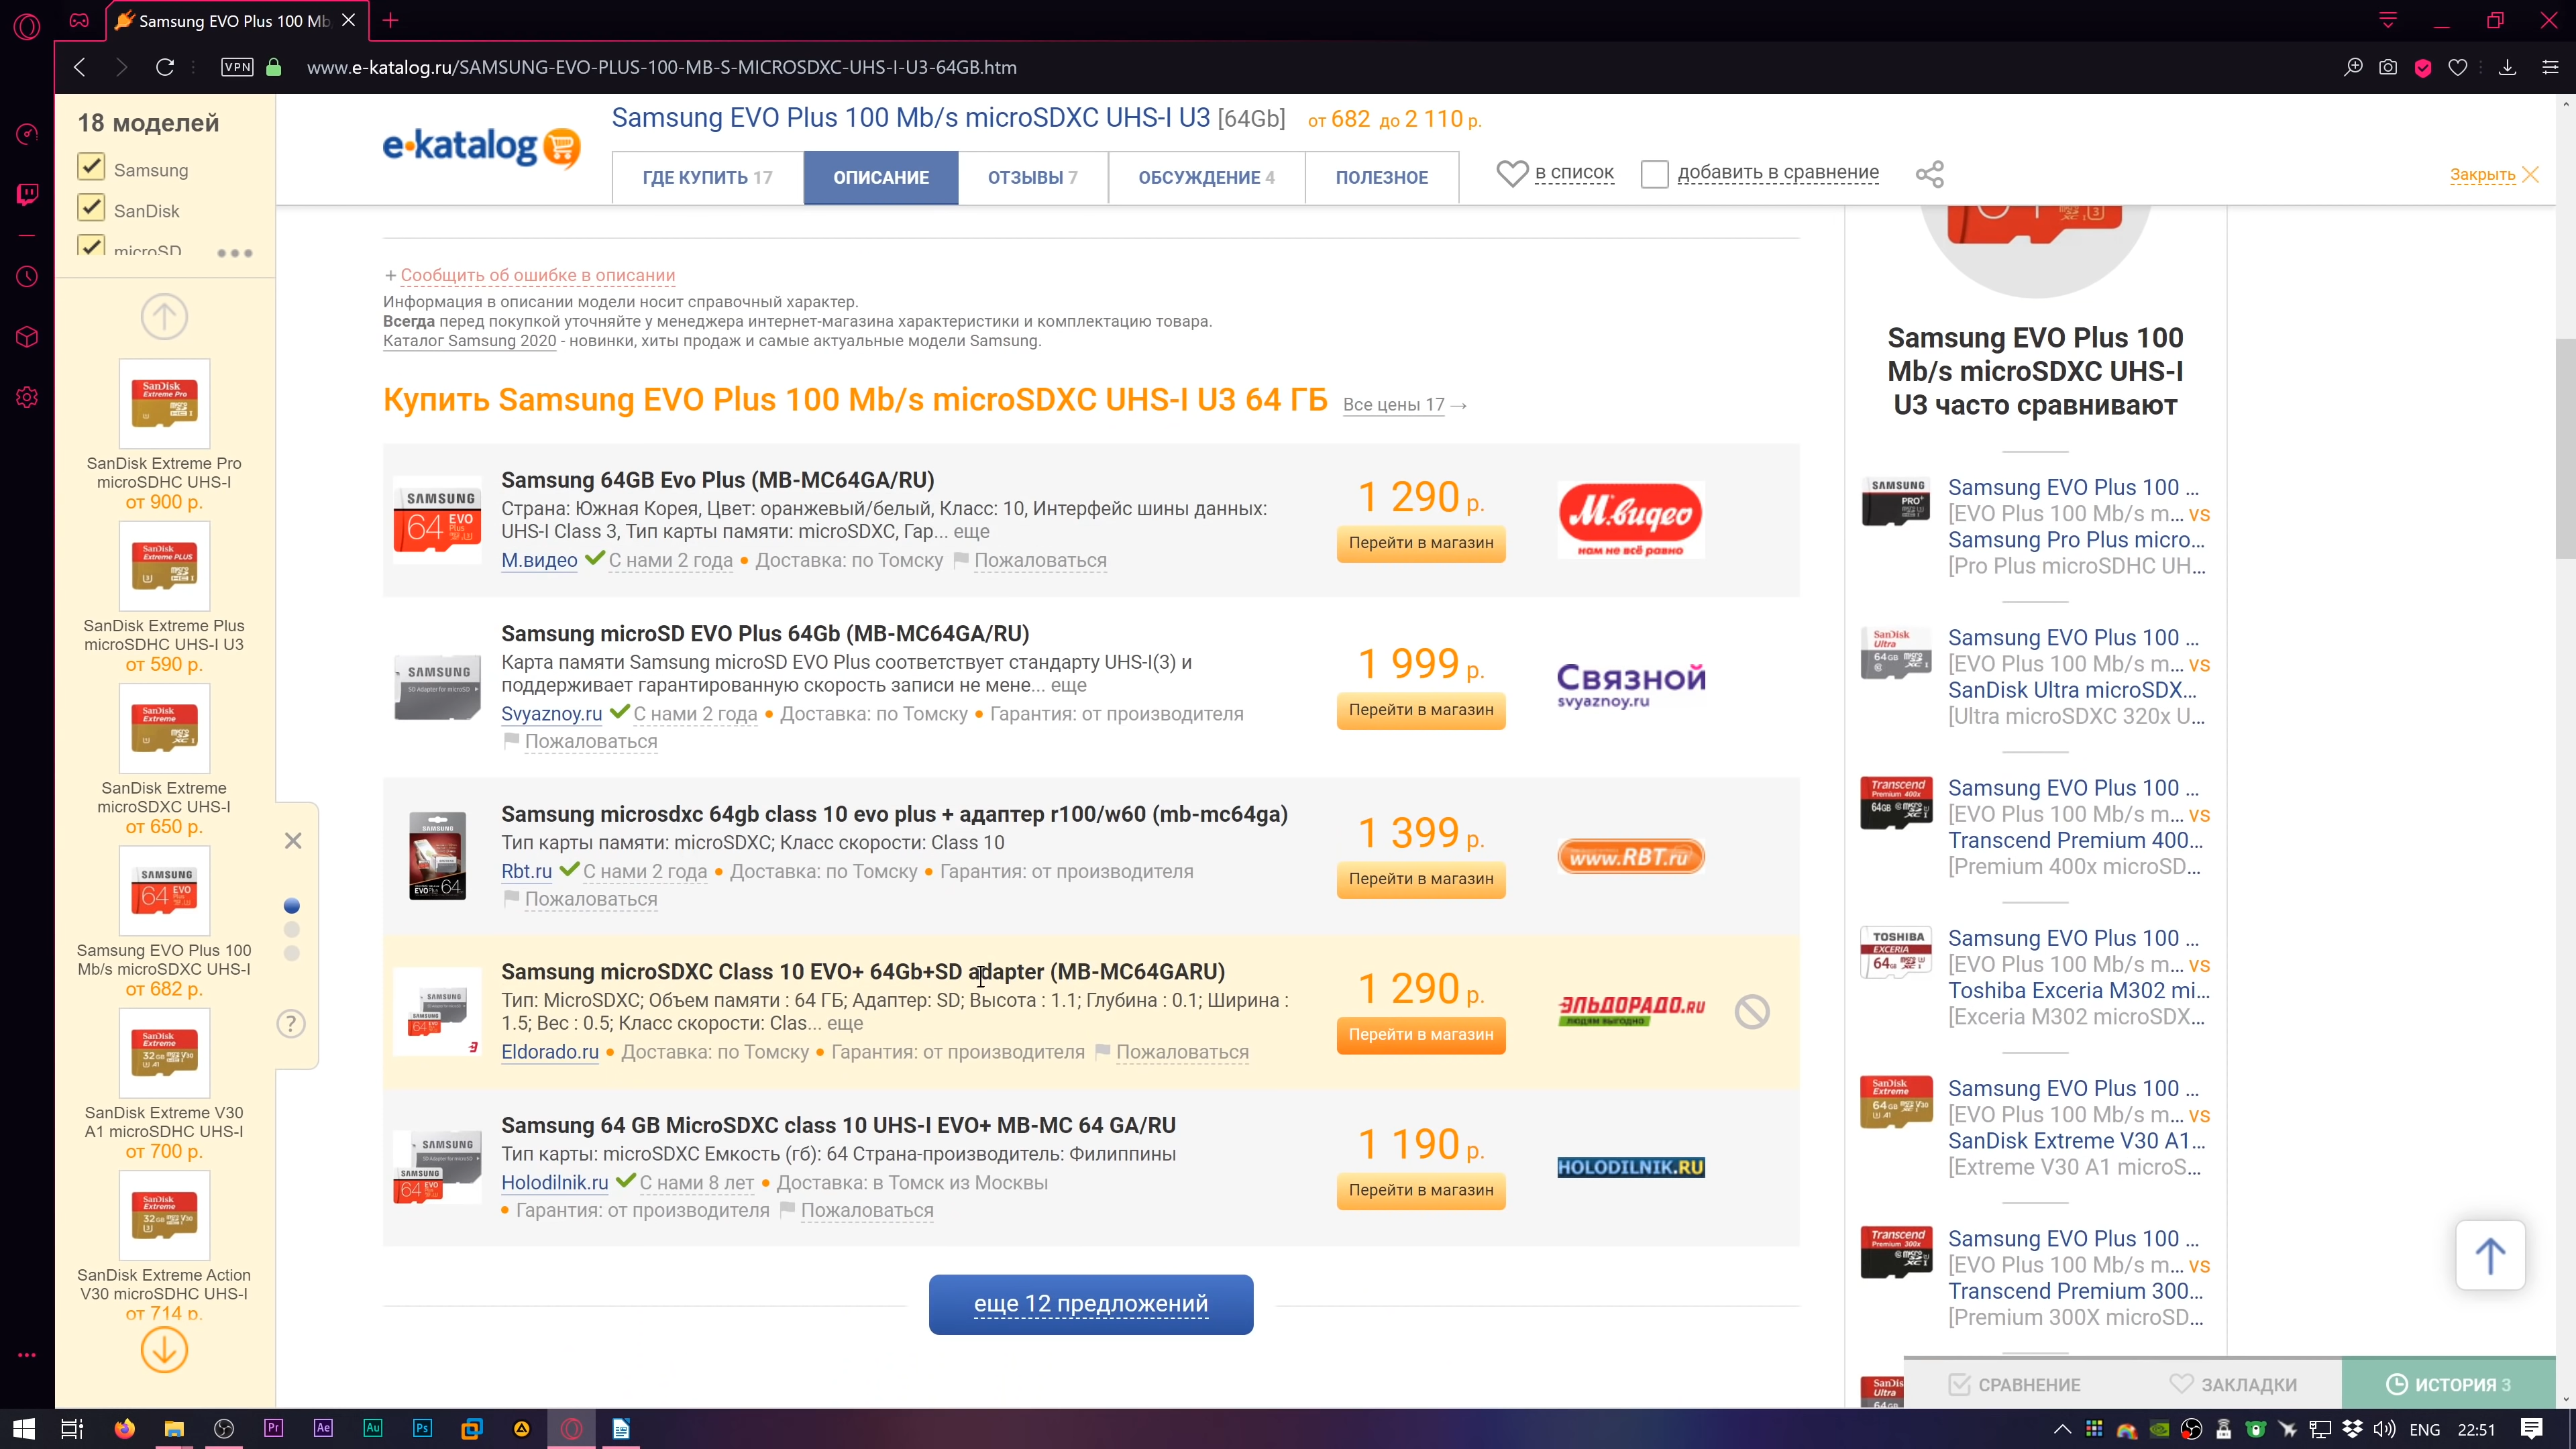 Samsung EVO Plus 100 Mb
VPN
www.e-katalog.ru/SAMSUNG-EVO-PLUS-100-MB-S-MICROSDXC-UHS-I-U3-64GB.htm
18 моделей
Samsung
SanDisk
microSD
SanDisk Extreme Pro
microSDHC UHS-I
от 900 р.
SanDisk Extreme Plus
microSDHC UHS-I U3
от 590 р.
SanDisk Extreme
microSDXC UHS-I
от 650 р.
Samsung EVO Plus 100
Mb/s microSDXC UHS-I
от 682 р.
SanDisk Extreme V30
A1 microSDHC UHS-I
от 700 р.
SanDisk Extreme Action
V30 microSDHC UHS-I
от 714 р.
e-katalog
Samsung EVO Plus 100 Mb/s microSDXC UHS-I U3 [64Gb] от 682 до 2 110 р.
ГДЕ КУПИТЬ 17
ОПИСАНИЕ
ОТЗЫВЫ 7
ОБСУЖДЕНИЕ 4
ПОЛЕЗНОЕ
в список
добавить в сравнение
Закрыть
+ Сообщить об ошибке в описании
Информация в описании модели носит справочный характер.
Всегда перед покупкой уточняйте у менеджера интернет-магазина характеристики и комплектацию товара.
Каталог Samsung 2020 - новинки, хиты продаж и самые актуальные модели Samsung.
Купить Samsung EVO Plus 100 Mb/s microSDXC UHS-I U3 64 ГБ Все цены 17 →
SAMSUNG
64 EVO Plus
Samsung 64GB Evo Plus (MB-MC64GA/RU)
Страна: Южная Корея, Цвет: оранжевый/белый, Класс: 10, Интерфейс шины данных:
UHS-I Class 3, Тип карты памяти: microSDXC, Гар... еще
М.видео С нами 2 года • Доставка: по Томску Пожаловаться
1 290 р.
Перейти в магазин
М.видео
нам не всё равно
SAMSUNG
SD Adapter for microSD
Samsung microSD EVO Plus 64Gb (MB-MC64GA/RU)
Карта памяти Samsung microSD EVO Plus соответствует стандарту UHS-I(3) и
поддерживает гарантированную скорость записи не мене... еще
Svyaznoy.ru С нами 2 года • Доставка: по Томску • Гарантия: от производителя
Пожаловаться
1 999 р.
Перейти в магазин
Связной
svyaznoy.ru
Samsung microsdxc 64gb class 10 evo plus + адаптер r100/w60 (mb-mc64ga)
Тип карты памяти: microSDXC; Класс скорости: Class 10
Rbt.ru С нами 2 года • Доставка: по Томску • Гарантия: от производителя
Пожаловаться
1 399 р.
Перейти в магазин
www.RBT.ru
Samsung microSDXC Class 10 EVO+ 64Gb+SD adapter (MB-MC64GARU)
Тип: MicroSDXC; Объем памяти : 64 ГБ; Адаптер: SD; Высота : 1.1; Глубина : 0.1; Ширина :
1.5; Вес : 0.5; Класс скорости: Clas... еще
Eldorado.ru • Доставка: по Томску • Гарантия: от производителя Пожаловаться
1 290 р.
Перейти в магазин
ЭЛЬДОРАДО.RU
людям выгодно
Samsung 64 GB MicroSDXC class 10 UHS-I EVO+ MB-MC 64 GA/RU
Тип карты: microSDXC Емкость (гб): 64 Страна-производитель: Филиппины
Holodilnik.ru С нами 8 лет • Доставка: в Томск из Москвы
• Гарантия: от производителя Пожаловаться
1 190 р.
Перейти в магазин
HOLODILNIK.RU
еще 12 предложений
Samsung EVO Plus 100
Mb/s microSDXC UHS-I
U3 часто сравнивают
Samsung EVO Plus 100 ...
[EVO Plus 100 Mb/s m... vs
Samsung Pro Plus micro...
[Pro Plus microSDHC UH...
Samsung EVO Plus 100 ...
[EVO Plus 100 Mb/s m... vs
SanDisk Ultra microSDX...
[Ultra microSDXC 320x U...
Samsung EVO Plus 100 ...
[EVO Plus 100 Mb/s m... vs
Transcend Premium 400...
[Premium 400x microSD...
Samsung EVO Plus 100 ...
[EVO Plus 100 Mb/s m... vs
Toshiba Exceria M302 mi...
[Exceria M302 microSDX...
Samsung EVO Plus 100 ...
[EVO Plus 100 Mb/s m... vs
SanDisk Extreme V30 A1...
[Extreme V30 A1 microS...
Samsung EVO Plus 100 ...
[EVO Plus 100 Mb/s m... vs
Transcend Premium 300...
[Premium 300X microSD...
СРАВНЕНИЕ
ЗАКЛАДКИ
ИСТОРИЯ 3
Pr
Ae
Au
Ps
ENG
22:51